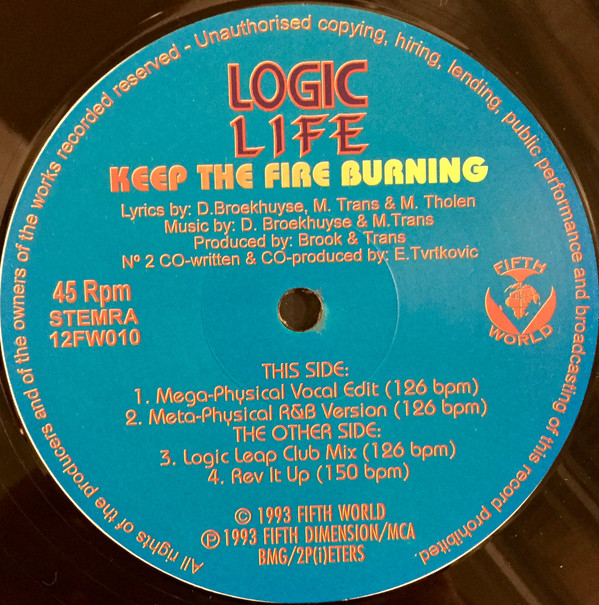 All rights of the producers and of the owners of the works recorded reserved - Unauthorised copying, hiring, lending, public performance and broadcasting of this record prohibited.
LOGIC
LIFE
KEEP THE FIRE BURNING
Lyrics by: D.Broekhuyse, M. Trans & M. Tholen
Music by: D. Broekhuyse & M.Trans
Produced by: Brook & Trans
Nº 2 CO-written & CO-produced by: E.Tvrtkovic
45 Rpm
STEMRA
12FW010
FIFTH
WORLD
THIS SIDE:
1. Mega-Physical Vocal Edit (126 bpm)
2. Meta-Physical R&B Version (126 bpm)
THE OTHER SIDE:
3. Logic Leap Club Mix (126 bpm)
4. Rev It Up (150 bpm)
© 1993 FIFTH WORLD
℗ 1993 FIFTH DIMENSION/MCA
BMG/2P(i)ETERS